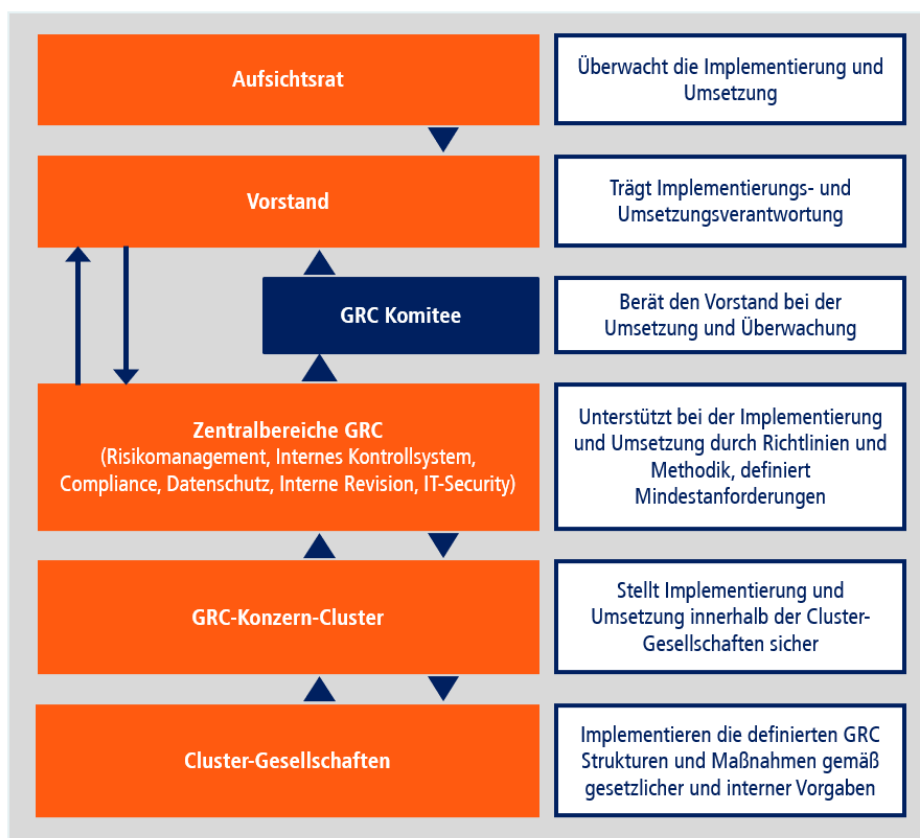 Aufsichtsrat
Überwacht die Implementierung und
Umsetzung
Vorstand
Trägt Implementierungs- und
Umsetzungsverantwortung
GRC Komitee
Berät den Vorstand bei der
Umsetzung und Überwachung
Zentralbereiche GRC
(Risikomanagement, Internes Kontrollsystem,
Compliance, Datenschutz, Interne Revision, IT-Security)
Unterstützt bei der Implementierung
und Umsetzung durch Richtlinien und
Methodik, definiert
Mindestanforderungen
GRC-Konzern-Cluster
Stellt Implementierung und
Umsetzung innerhalb der Cluster-
Gesellschaften sicher
Cluster-Gesellschaften
Implementieren die definierten GRC
Strukturen und Maßnahmen gemäß
gesetzlicher und interner Vorgaben